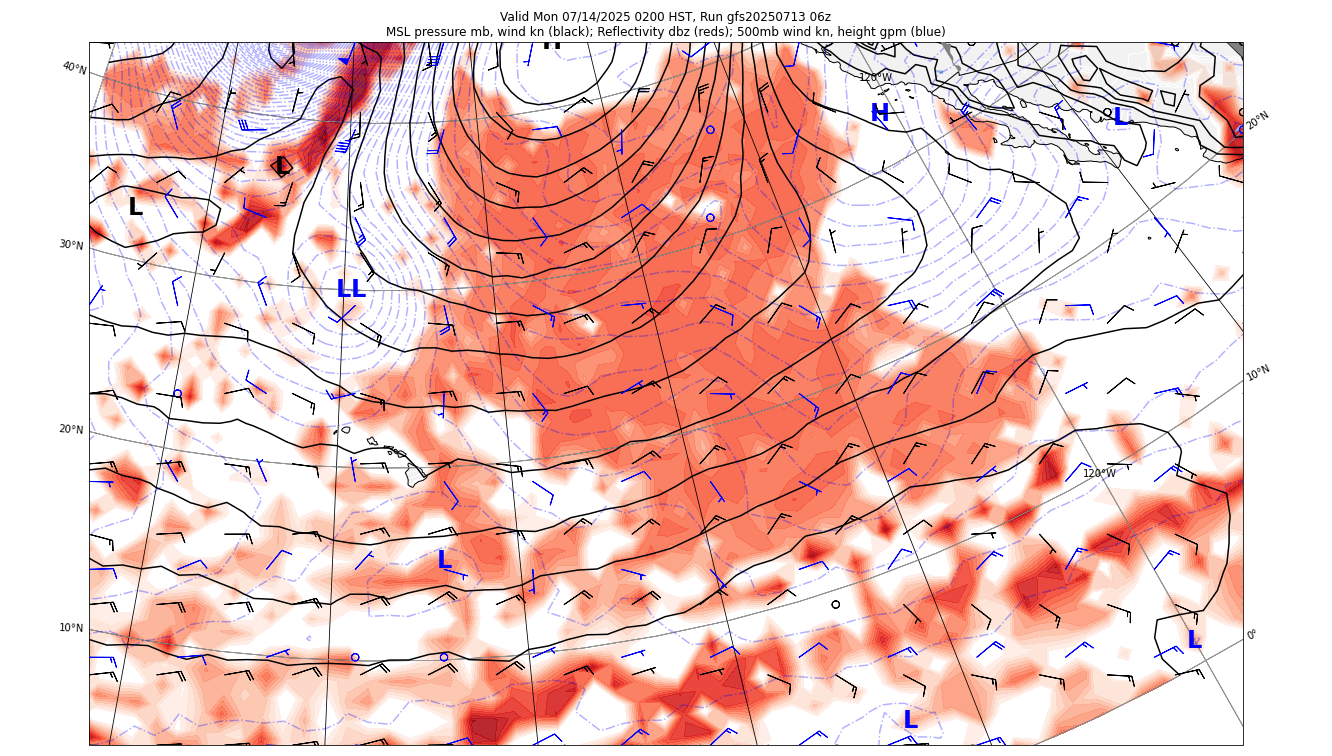 Valid Mon 07/14/2025 0200 HST, Run gfs20250713 06z
MSL pressure mb, wind kn (black); Reflectivity dbz (reds); 500mb wind kn, height gpm (blue)
H
40°N
120°W
H
L
20°N
L
L
30°N
LL
10°N
20°N
120°W
L
10°N
0°
L
L